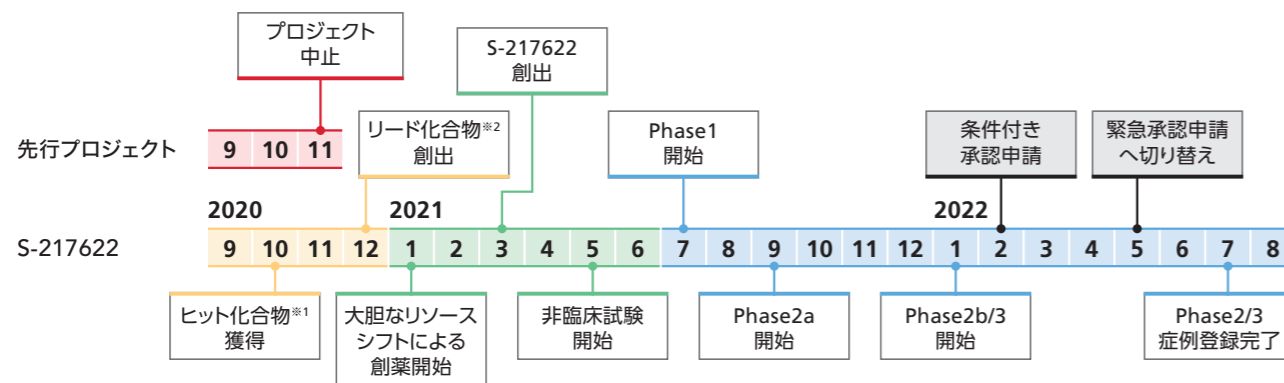 プロジェクト
中止
S-217622
創出
リード化合物※2
創出
Phase1
開始
条件付き
承認申請
緊急承認申請
へ切り替え
先行プロジェクト
9 10 11
2020 2021 2022
S-217622
9 10 11 12 1 2 3 4 5 6 7 8 9 10 11 12 1 2 3 4 5 6 7 8
ヒット化合物※1
獲得
大胆なリソース
シフトによる
創薬開始
非臨床試験
開始
Phase2a
開始
Phase2b/3
開始
Phase2/3
症例登録完了